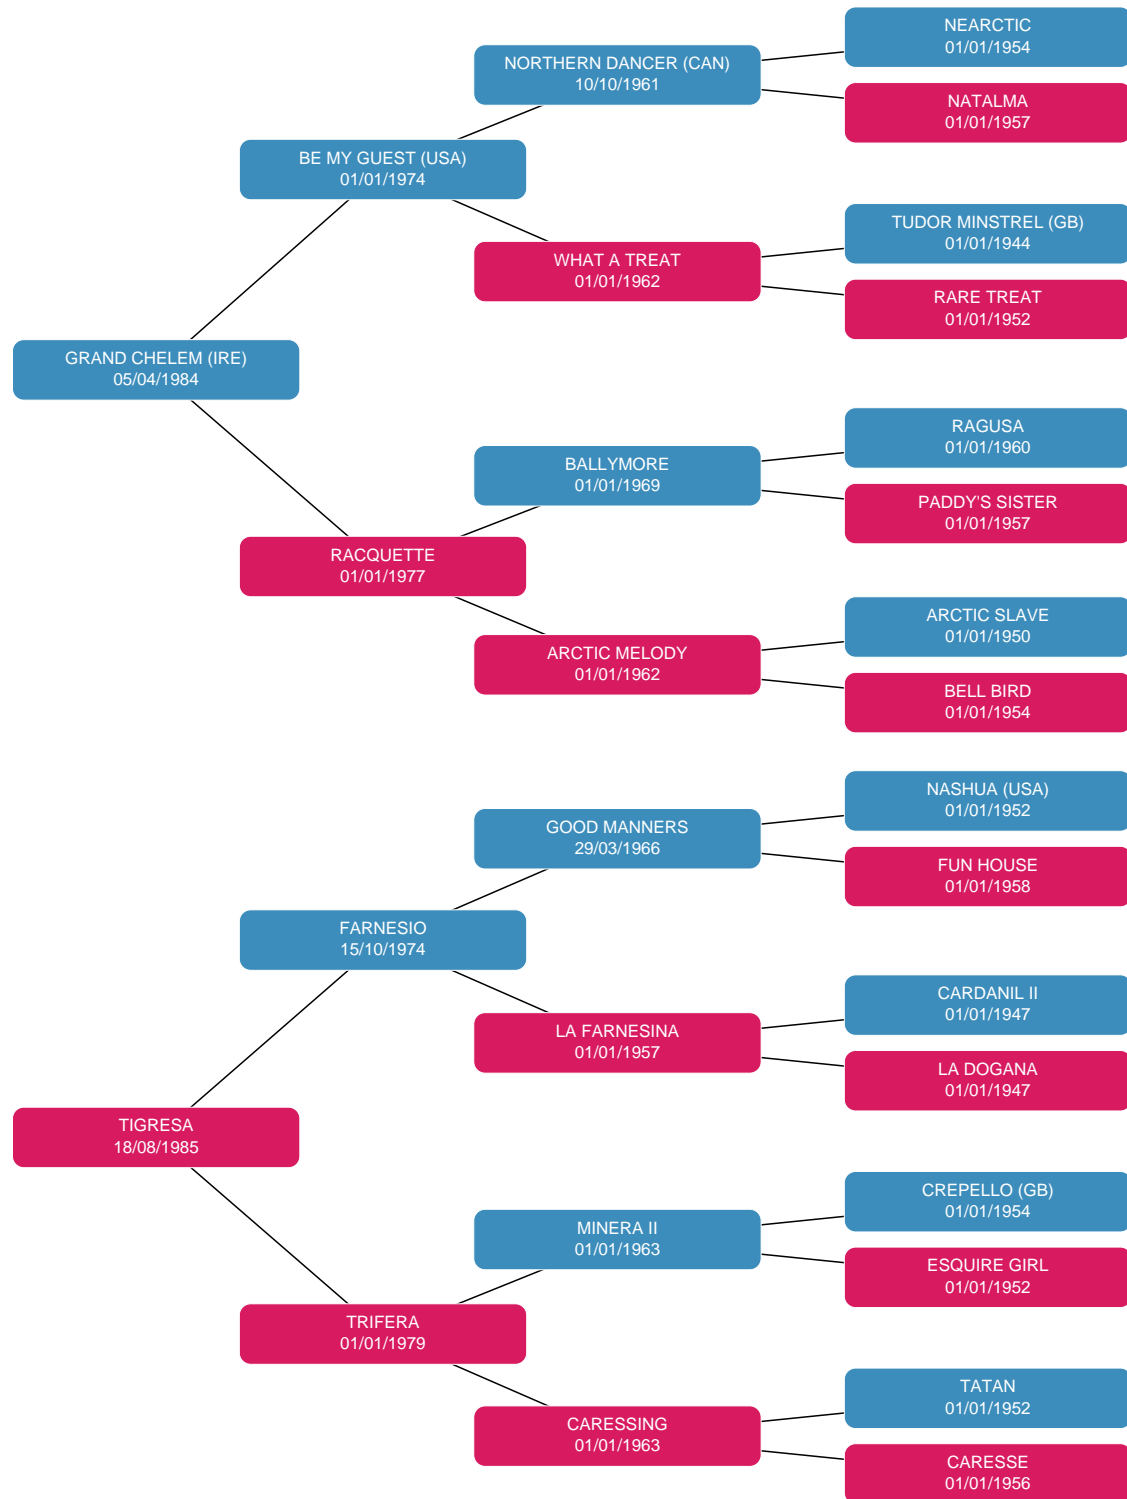 NEARCTIC
01/01/1954
NORTHERN DANCER (CAN)
10/10/1961
NATALMA
01/01/1957
BE MY GUEST (USA)
01/01/1974
TUDOR MINSTREL (GB)
01/01/1944
WHAT A TREAT
01/01/1962
RARE TREAT
01/01/1952
GRAND CHELEM (IRE)
05/04/1984
RAGUSA
01/01/1960
BALLYMORE
01/01/1969
PADDY'S SISTER
01/01/1957
RACQUETTE
01/01/1977
ARCTIC SLAVE
01/01/1950
ARCTIC MELODY
01/01/1962
BELL BIRD
01/01/1954
NASHUA (USA)
01/01/1952
GOOD MANNERS
29/03/1966
FUN HOUSE
01/01/1958
FARNESIO
15/10/1974
CARDANIL II
01/01/1947
LA FARNESINA
01/01/1957
LA DOGANA
01/01/1947
TIGRESA
18/08/1985
CREPELLO (GB)
01/01/1954
MINERA II
01/01/1963
ESQUIRE GIRL
01/01/1952
TRIFERA
01/01/1979
TATAN
01/01/1952
CARESSING
01/01/1963
CARESSE
01/01/1956